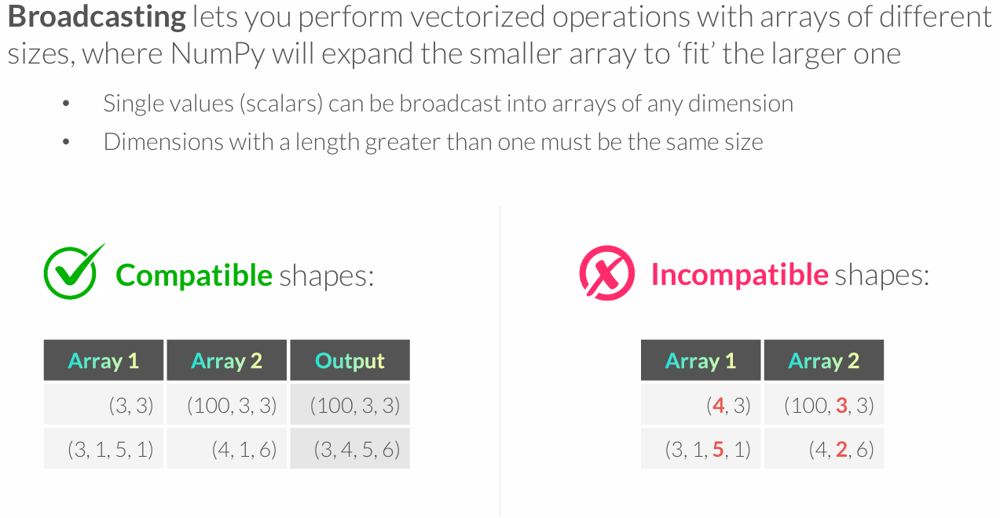 Broadcasting lets you perform vectorized operations with arrays of different
sizes, where NumPy will expand the smaller array to ‘fit’ the larger one
• Single values (scalars) can be broadcast into arrays of any dimension
• Dimensions with a length greater than one must be the same size
Compatible shapes:
Array 1 Array 2 Output
(3, 3) (100, 3, 3) (100, 3, 3)
(3, 1, 5, 1) (4, 1, 6) (3, 4, 5, 6)
Incompatible shapes:
Array 1 Array 2
(4, 3) (100, 3, 3)
(3, 1, 5, 1) (4, 2, 6)